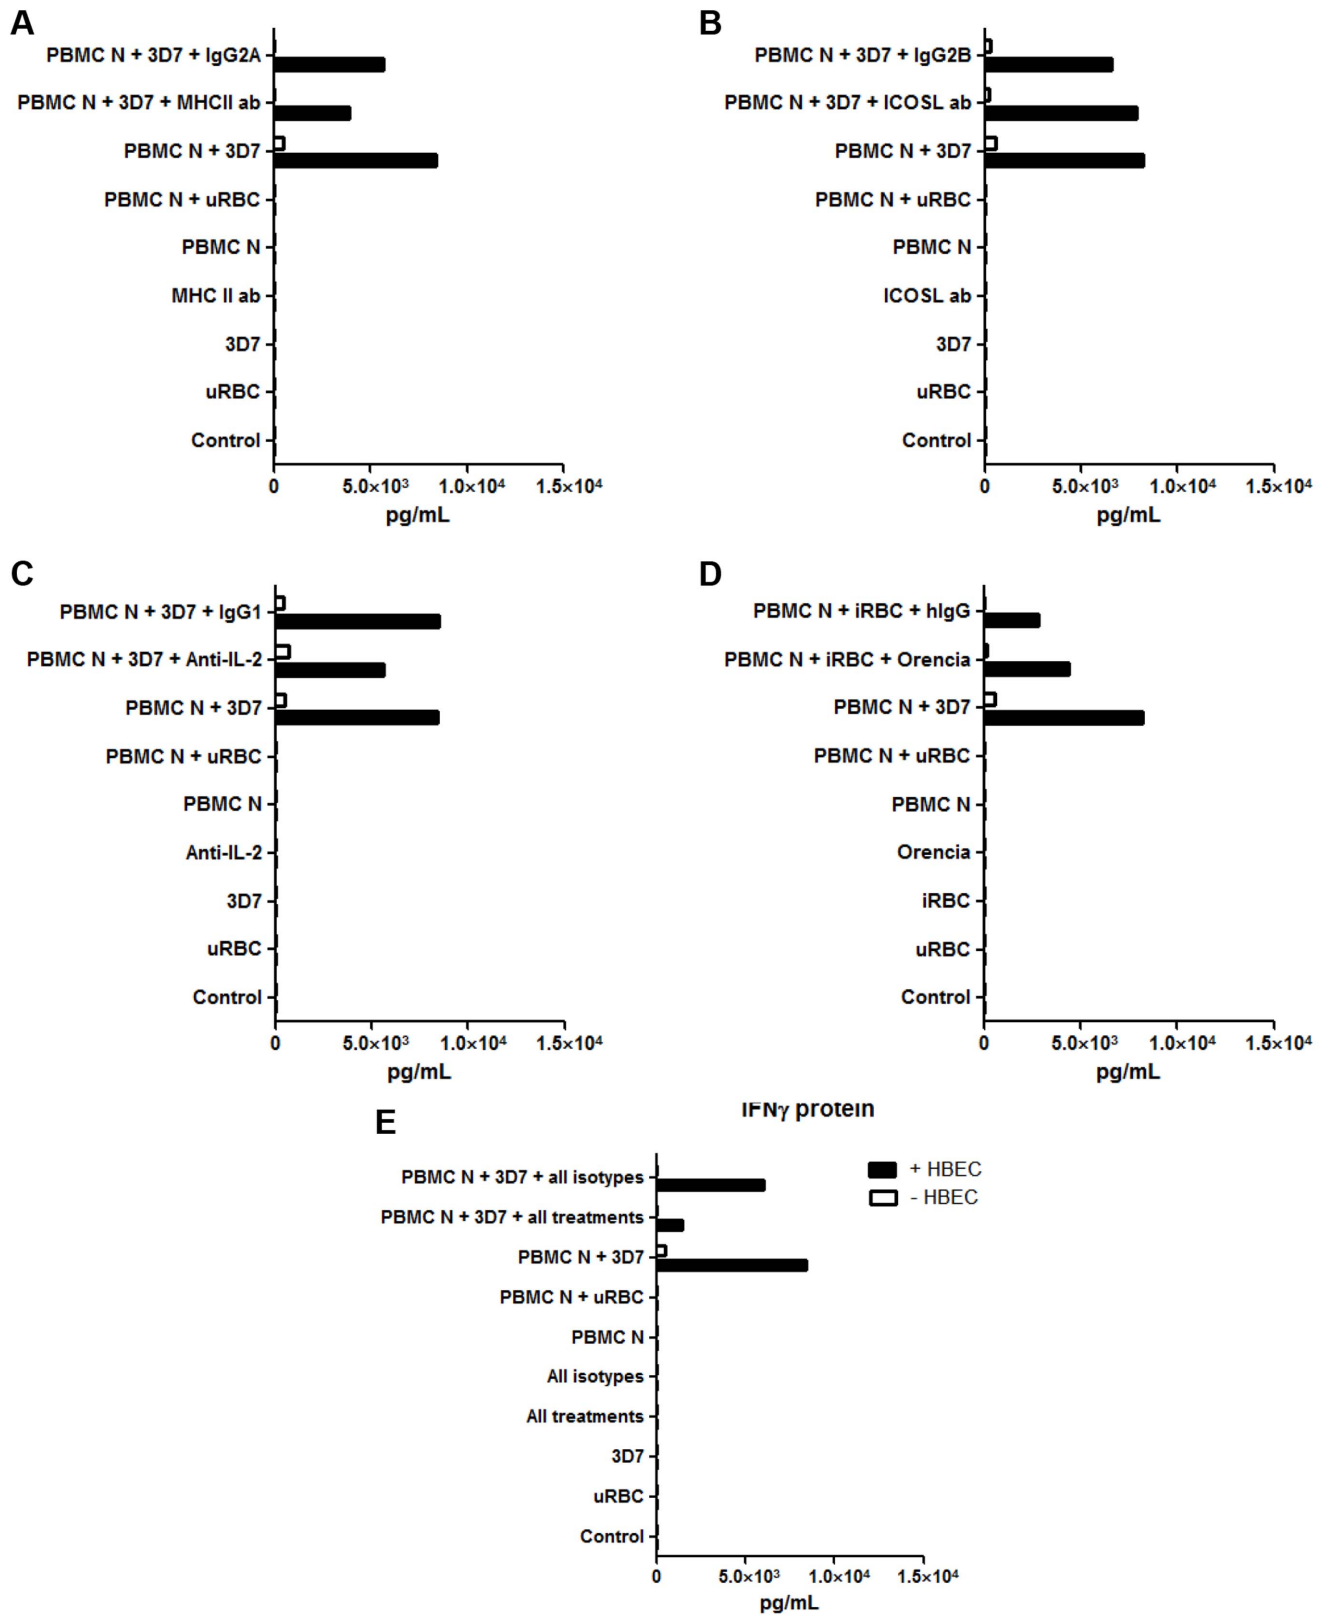 A
PBMC N + 3D7 + IgG2A
PBMC N + 3D7 + MHCII ab
PBMC N + 3D7
PBMC N + uRBC
PBMC N
MHC II ab
3D7
uRBC
Control
0 5.0×10³ 1.0×10⁴ 1.5×10⁴
pg/mL
B
PBMC N + 3D7 + IgG2B
PBMC N + 3D7 + ICOSL ab
PBMC N + 3D7
PBMC N + uRBC
PBMC N
ICOSL ab
3D7
uRBC
Control
0 5.0×10³ 1.0×10⁴ 1.5×10⁴
pg/mL
C
PBMC N + 3D7 + IgG1
PBMC N + 3D7 + Anti-IL-2
PBMC N + 3D7
PBMC N + uRBC
PBMC N
Anti-IL-2
3D7
uRBC
Control
0 5.0×10³ 1.0×10⁴ 1.5×10⁴
pg/mL
D
PBMC N + iRBC + hIgG
PBMC N + iRBC + Orencia
PBMC N + 3D7
PBMC N + uRBC
PBMC N
Orencia
iRBC
uRBC
Control
0 5.0×10³ 1.0×10⁴ 1.5×10⁴
pg/mL
E
IFNγ protein
PBMC N + 3D7 + all isotypes
PBMC N + 3D7 + all treatments
PBMC N + 3D7
PBMC N + uRBC
PBMC N
All isotypes
All treatments
3D7
uRBC
Control
0 5.0×10³ 1.0×10⁴ 1.5×10⁴
pg/mL
+ HBEC
- HBEC